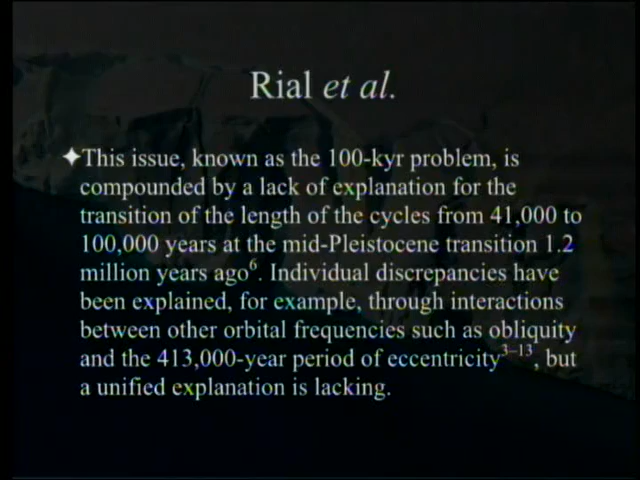 Rial et al.
✦This issue, known as the 100-kyr problem, is
compounded by a lack of explanation for the
transition of the length of the cycles from 41,000 to
100,000 years at the mid-Pleistocene transition 1.2
million years ago⁶. Individual discrepancies have
been explained, for example, through interactions
between other orbital frequencies such as obliquity
and the 413,000-year period of eccentricity³⁻¹³, but
a unified explanation is lacking.